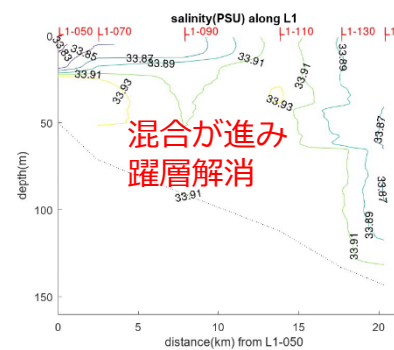 salinity(PSU) along L1
L1-050 L1-070 L1-090 L1-110 L1-130 L1
33.83
33.85
33.87
33.89
33.91
33.91
33.93
33.91
33.93
33.89
33.87
混合が進み
躍層解消
33.91
33.87
33.89
33.91
0
50
100
150
depth(m)
0 5 10 15 20
distance(km) from L1-050